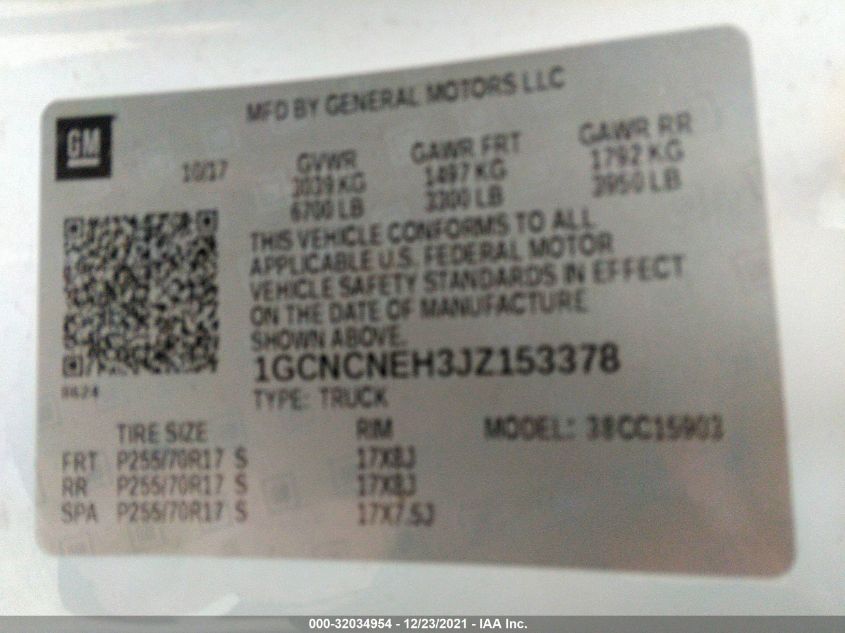 MFD BY GENERAL MOTORS LLC
GM
10/17
GVWR GAWR FRT GAWR RR
3039 KG 1497 KG 1792 KG
6700 LB 3300 LB 3950 LB
THIS VEHICLE CONFORMS TO ALL
APPLICABLE U.S. FEDERAL MOTOR
VEHICLE SAFETY STANDARDS IN EFFECT
ON THE DATE OF MANUFACTURE
SHOWN ABOVE.
1GCNCNEH3JZ153378
TYPE: TRUCK
TIRE SIZE RIM MODEL: 38CC15903
FRT P255/70R17 S 17X8J
RR P255/70R17 S 17X8J
SPA P255/70R17 S 17X7.5J
000-32034954 - 12/23/2021 - IAA Inc.